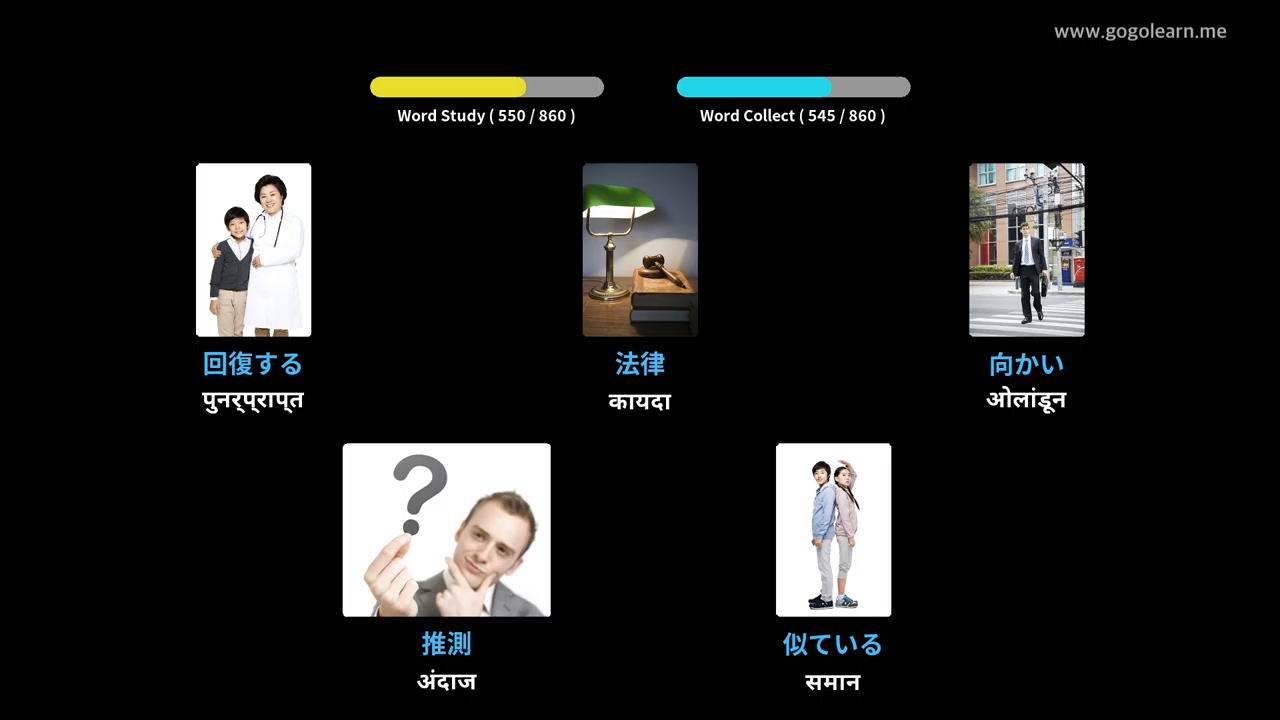 www.gogolearn.me
Word Study ( 550 / 860 )
Word Collect ( 545 / 860 )
回復する
法律
向かい
पुनर्‌प्राप्त
कायदा
ओलांडून
推測
似ている
अंदाज
समान